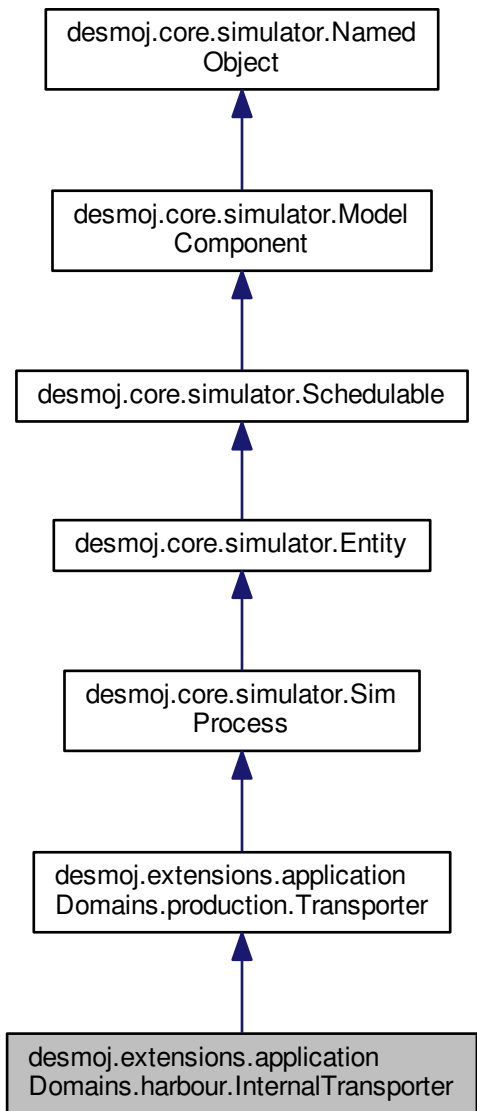 desmoj.core.simulator.Named
Object
desmoj.core.simulator.Model
Component
desmoj.core.simulator.Schedulable
desmoj.core.simulator.Entity
desmoj.core.simulator.Sim
Process
desmoj.extensions.application
Domains.production.Transporter
desmoj.extensions.application
Domains.harbour.InternalTransporter